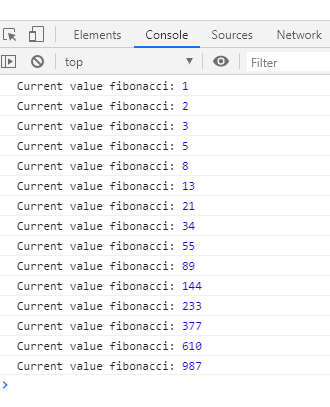 Elements Console Sources Network
top Filter
Current value fibonacci: 1
Current value fibonacci: 2
Current value fibonacci: 3
Current value fibonacci: 5
Current value fibonacci: 8
Current value fibonacci: 13
Current value fibonacci: 21
Current value fibonacci: 34
Current value fibonacci: 55
Current value fibonacci: 89
Current value fibonacci: 144
Current value fibonacci: 233
Current value fibonacci: 377
Current value fibonacci: 610
Current value fibonacci: 987